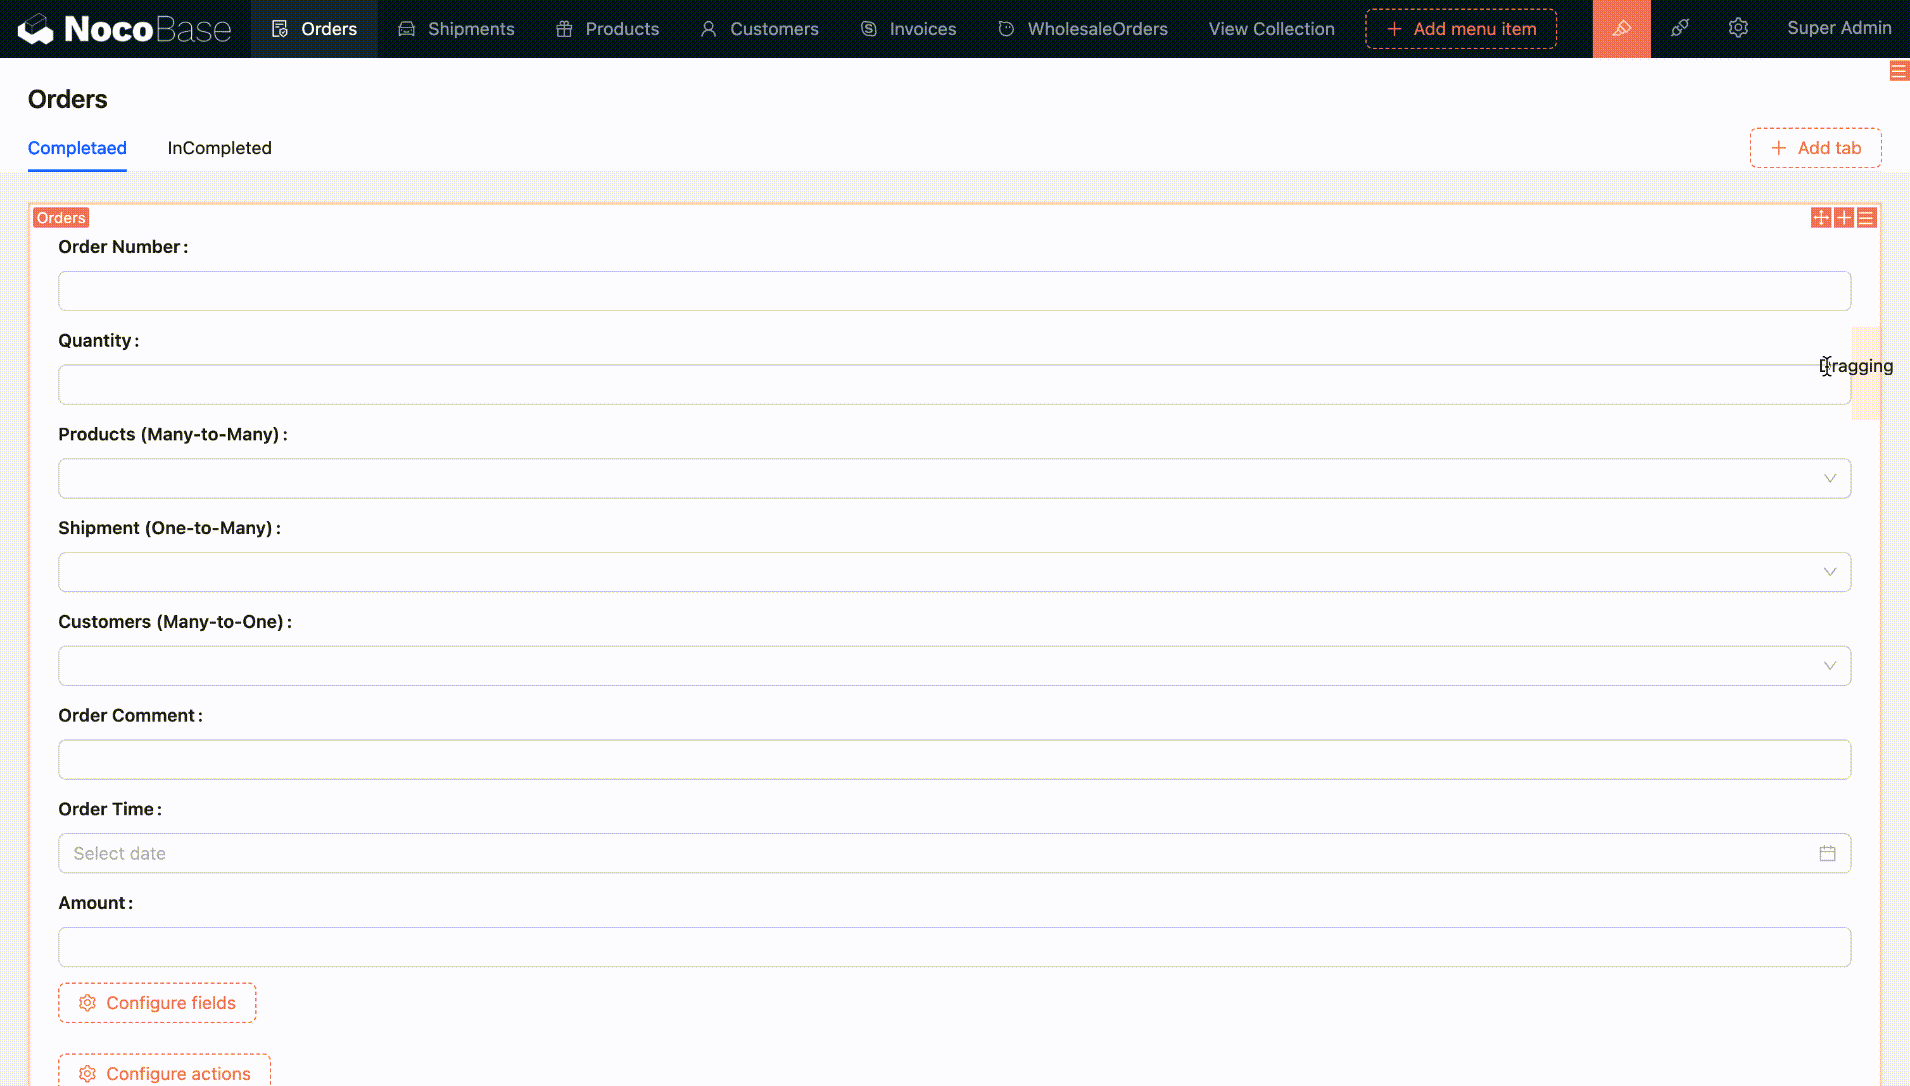 NocoBase Orders Shipments Products Customers Invoices WholesaleOrders View Collection Add menu item Super Admin
Orders
Completaed InCompleted Add tab
Orders
Order Number:
Quantity:
Dragging
Products (Many-to-Many):
Shipment (One-to-Many):
Customers (Many-to-One):
Order Comment:
Order Time:
Select date
Amount:
Configure fields
Configure actions